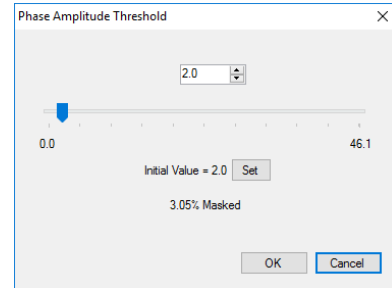 Phase Amplitude Threshold
2.0
0.0 46.1
Initial Value = 2.0 Set
3.05% Masked
OK Cancel